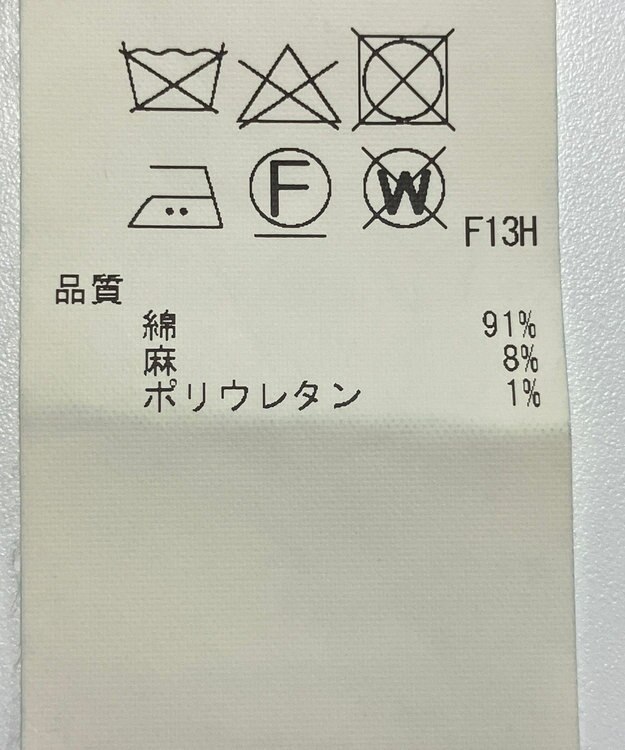 F W
F13H
品質
綿 91%
麻 8%
ポリウレタン 1%